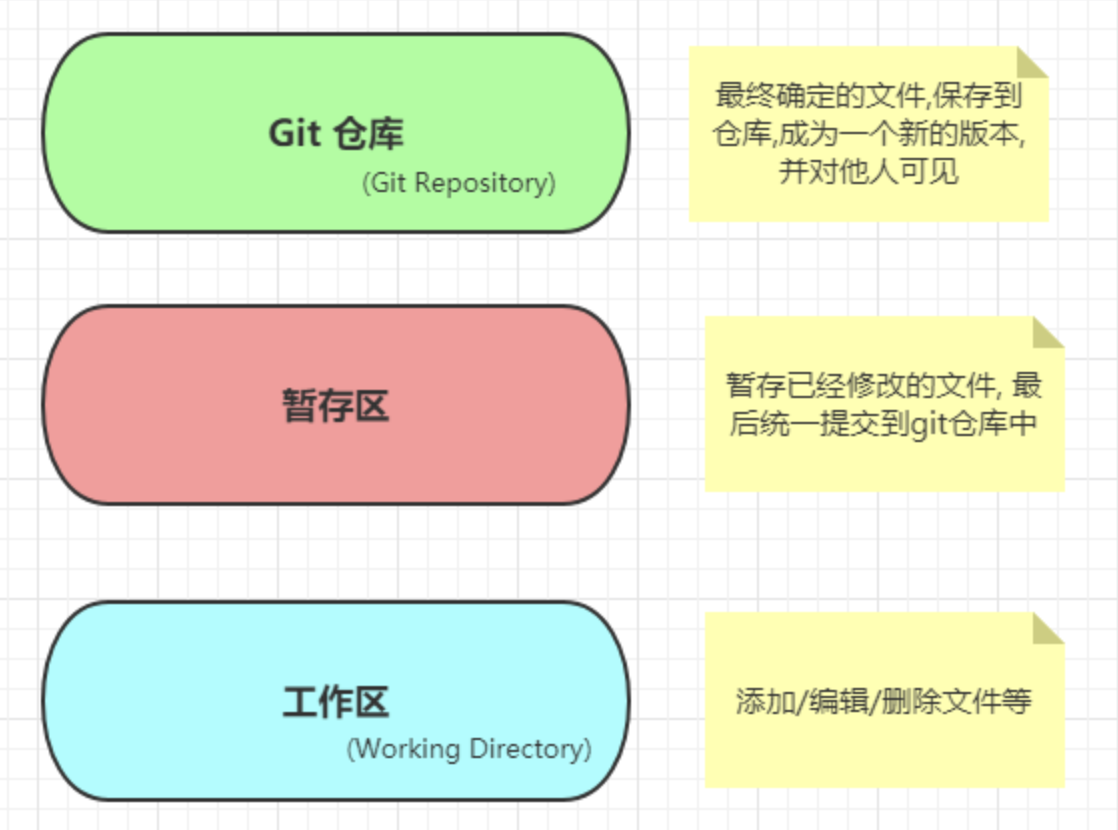 Git 仓库
(Git Repository)
最终确定的文件,保存到
仓库,成为一个新的版本,
并对他人可见
暂存区
暂存已经修改的文件, 最
后统一提交到git仓库中
工作区
(Working Directory)
添加/编辑/删除文件等